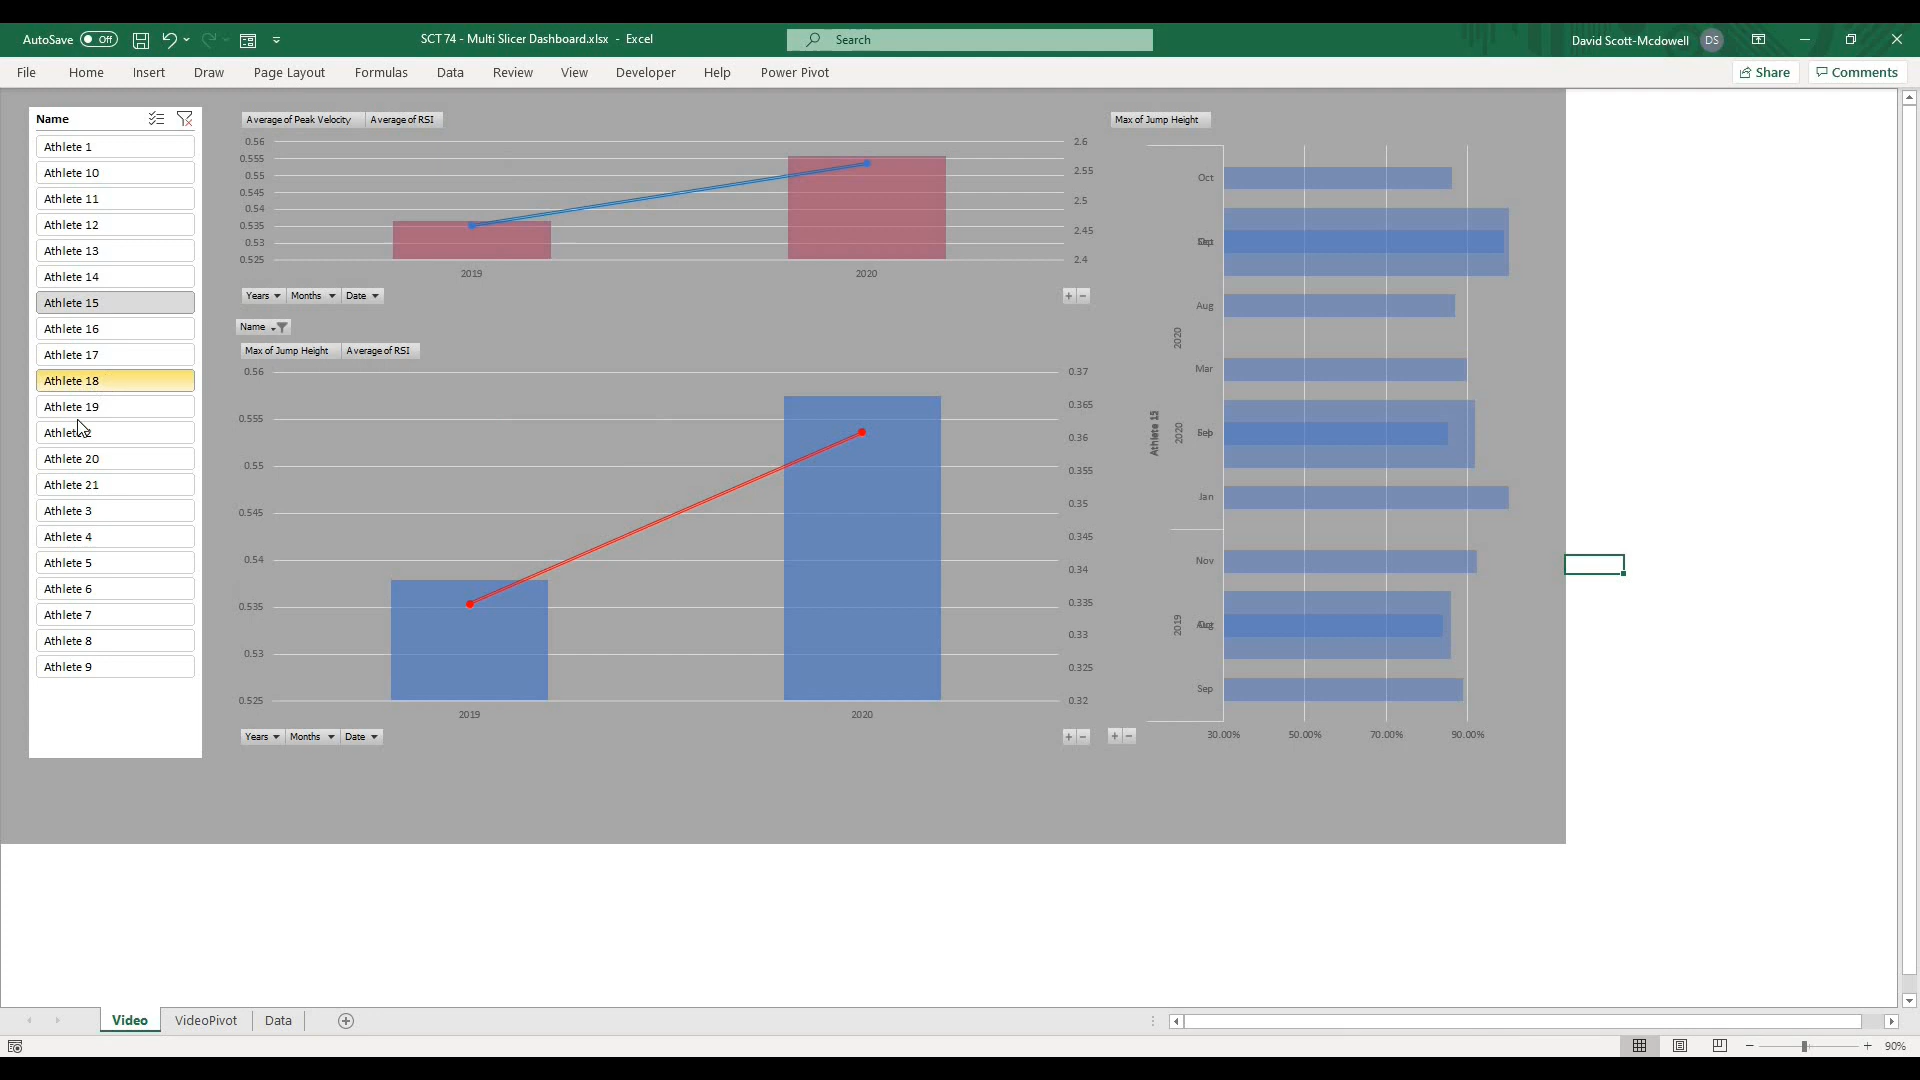 AutoSave Off
SCT 74 - Multi Slicer Dashboard.xlsx - Excel
Search
David Scott-Mcdowell DS
File Home Insert Draw Page Layout Formulas Data Review View Developer Help Power Pivot
Share Comments
Name
Athlete 1
Athlete 10
Athlete 11
Athlete 12
Athlete 13
Athlete 14
Athlete 15
Athlete 16
Athlete 17
Athlete 18
Athlete 19
Athlete 2
Athlete 20
Athlete 21
Athlete 3
Athlete 4
Athlete 5
Athlete 6
Athlete 7
Athlete 8
Athlete 9
Average of Peak Velocity Average of RSI
0.56 2.6
0.555 2.55
0.55
0.545 2.5
0.54
0.535 2.45
0.53
0.525 2.4
2019 2020
Years Months Date + −
Name
Max of Jump Height Average of RSI
0.56 0.37
0.555 0.365
0.36
0.55 0.355
0.545 0.35
0.345
0.54 0.34
0.535 0.335
0.53 0.33
0.325
0.525 0.32
2019 2020
Years Months Date + −
Max of Jump Height
Oct
Aug
2020
Mar
Athlete 15
2020
Jan
Nov
2019
Sep
30.00% 50.00% 70.00% 90.00%
+ −
Video VideoPivot Data
90%